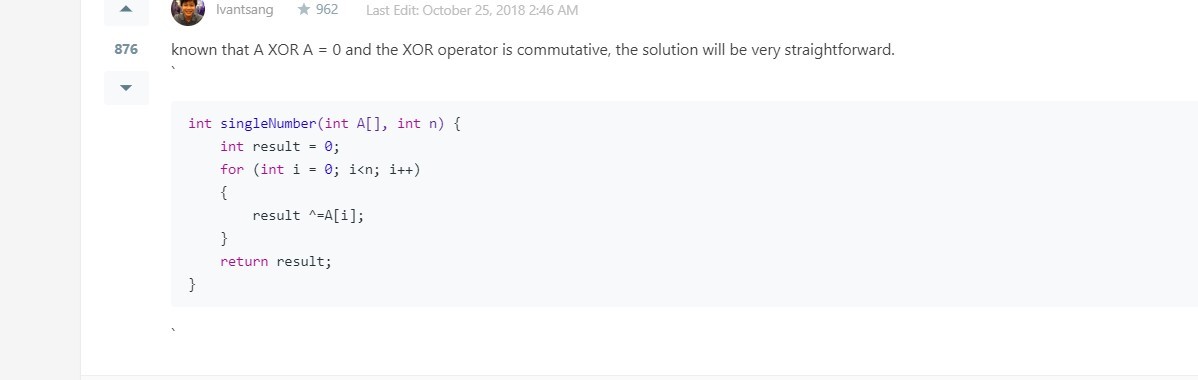 lvantsang ★ 962 Last Edit: October 25, 2018 2:46 AM
876 known that A XOR A = 0 and the XOR operator is commutative, the solution will be very straightforward.
`
int singleNumber(int A[], int n) {
    int result = 0;
    for (int i = 0; i<n; i++)
    {
        result ^=A[i];
    }
    return result;
}
`